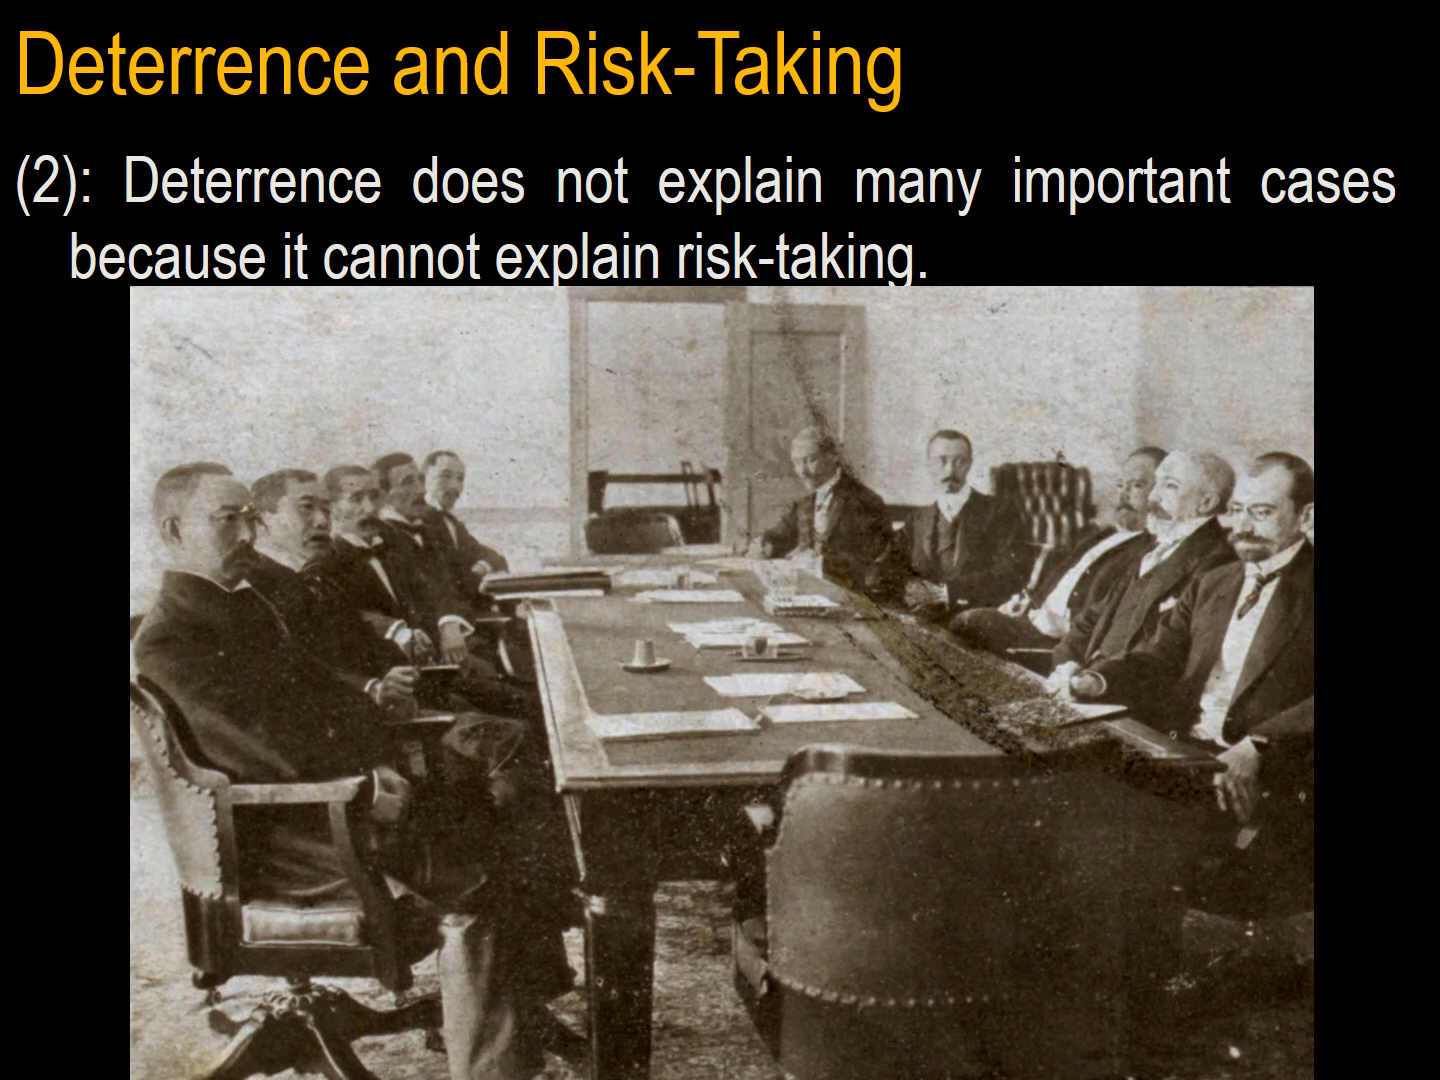 Deterrence and Risk-Taking
(2): Deterrence does not explain many important cases
because it cannot explain risk-taking.